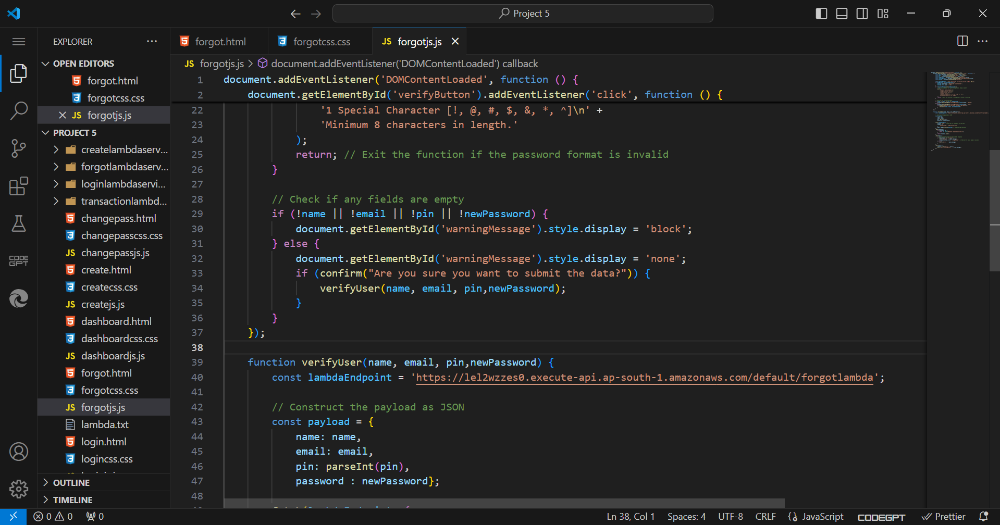 Project 5
EXPLORER
forgot.html
forgotcss.css
JS forgotjs.js
OPEN EDITORS
forgot.html
forgotcss.css
JS forgotjs.js
PROJECT 5
createlambdaserv...
forgotlambdaserv...
loginlambdaservi...
transactionlambd...
changepass.html
changepasscss.css
JS changepassjs.js
create.html
createcss.css
JS createjs.js
dashboard.html
dashboardcss.css
JS dashboardjs.js
forgot.html
forgotcss.css
JS forgotjs.js
lambda.txt
login.html
logincss.css
OUTLINE
TIMELINE
CODE
GPT
JS forgotjs.js > document.addEventListener('DOMContentLoaded') callback
1 document.addEventListener('DOMContentLoaded', function () {
2 document.getElementById('verifyButton').addEventListener('click', function () {
22 '1 Special Character [!, @, #, $, &, *, ^]\n' +
23 'Minimum 8 characters in length.'
24 );
25 return; // Exit the function if the password format is invalid
26 }
27
28 // Check if any fields are empty
29 if (!name || !email || !pin || !newPassword) {
30 document.getElementById('warningMessage').style.display = 'block';
31 } else {
32 document.getElementById('warningMessage').style.display = 'none';
33 if (confirm("Are you sure you want to submit the data?")) {
34 verifyUser(name, email, pin,newPassword);
35 }
36 }
37 });
38
39 function verifyUser(name, email, pin,newPassword) {
40 const lambdaEndpoint = 'https://lel2wzzes0.execute-api.ap-south-1.amazonaws.com/default/forgotlambda';
41
42 // Construct the payload as JSON
43 const payload = {
44 name: name,
45 email: email,
46 pin: parseInt(pin),
47 password : newPassword};
48
0 0 0
Ln 38, Col 1 Spaces: 4 UTF-8 CRLF {} JavaScript CODEGPT Prettier